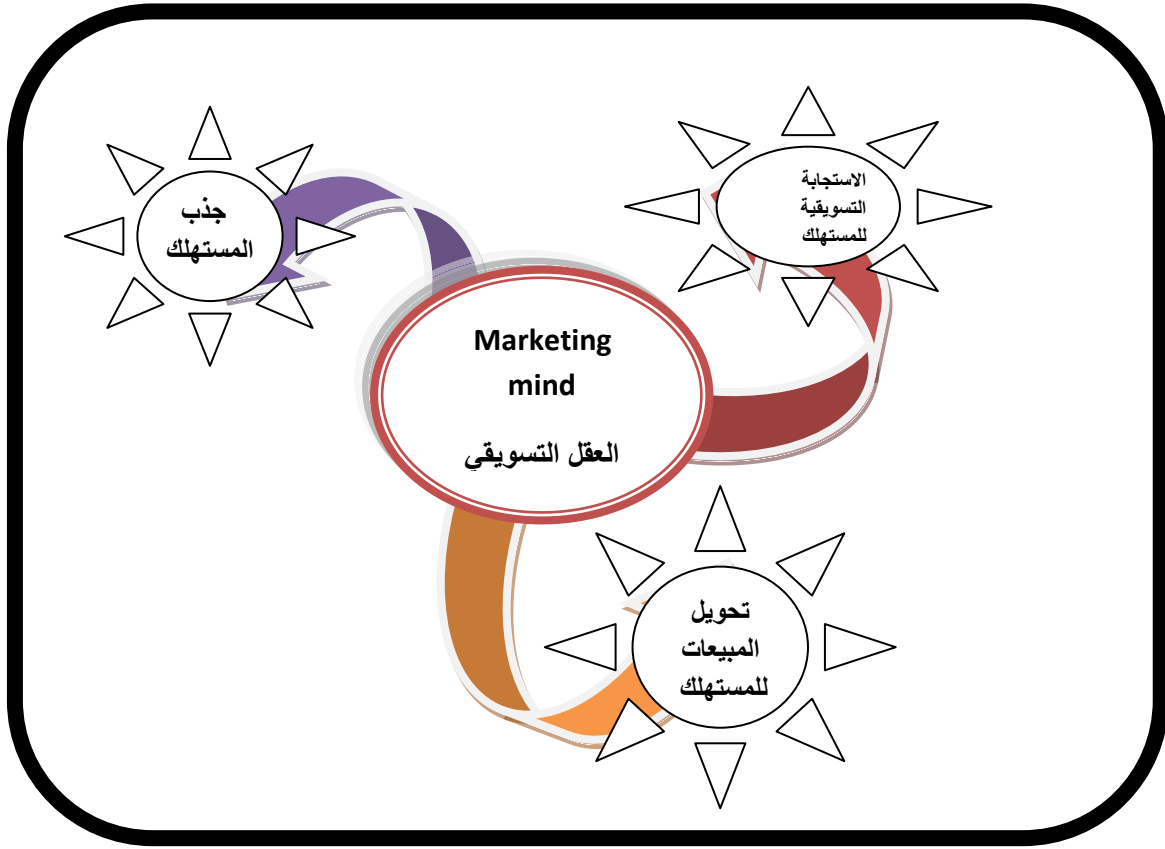 جذب
المستهلك
الاستجابة
التسويقية
للمستهلك
Marketing
mind
العقل التسويقي
تحويل
المبيعات
للمستهلك